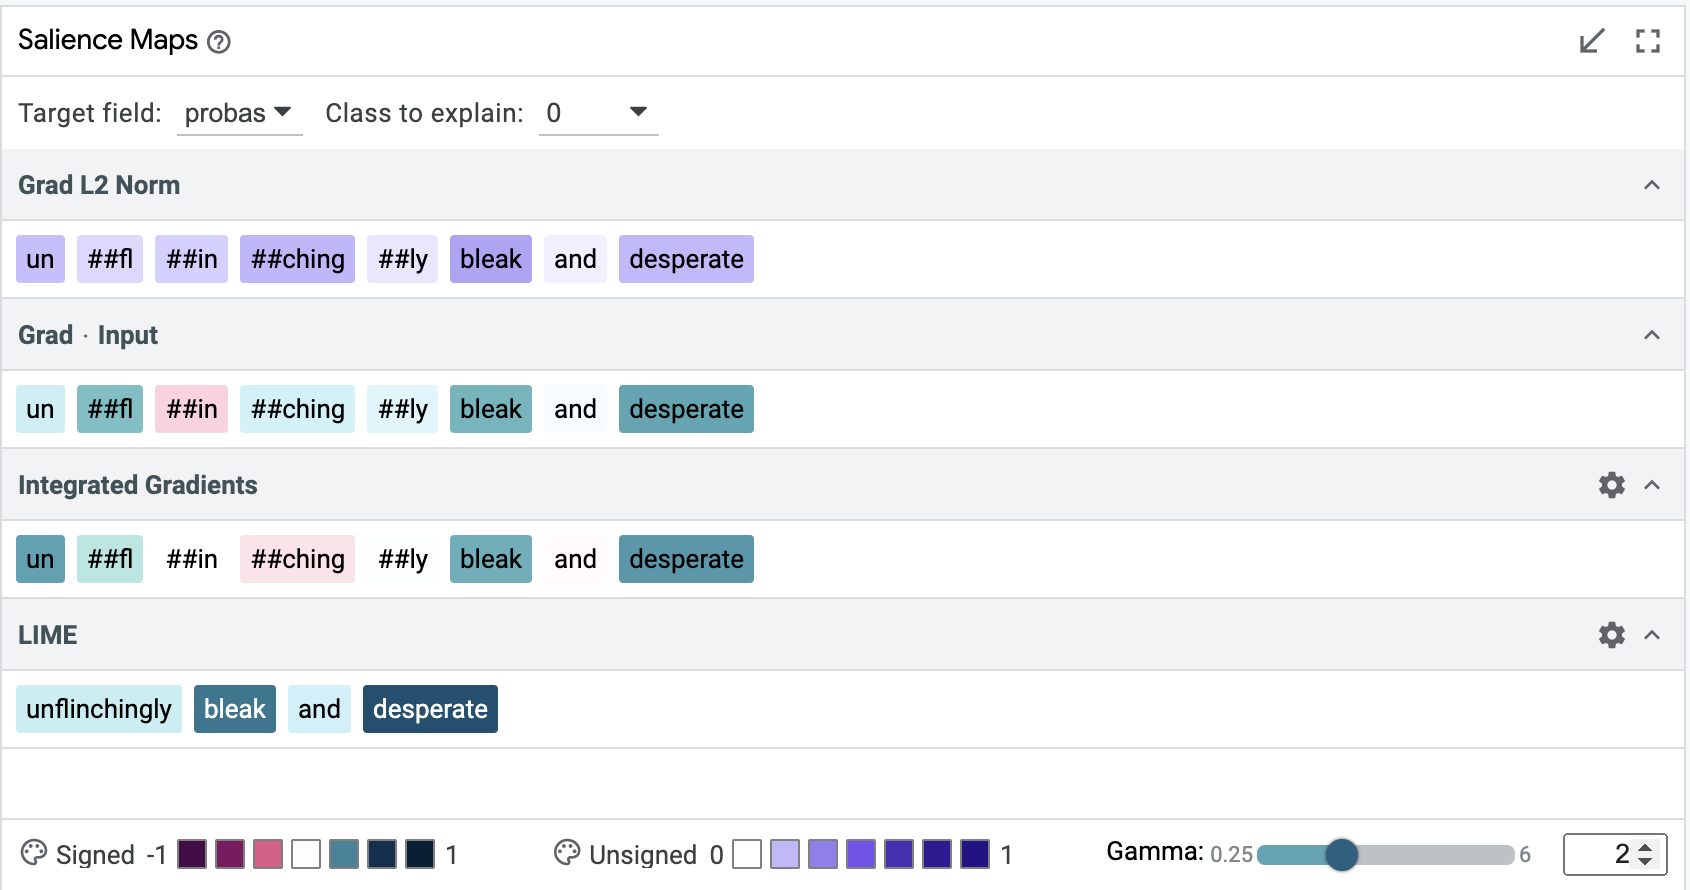 Salience Maps
Target field: probas Class to explain: 0
Grad L2 Norm
un ##fl ##in ##ching ##ly bleak and desperate
Grad · Input
un ##fl ##in ##ching ##ly bleak and desperate
Integrated Gradients
un ##fl ##in ##ching ##ly bleak and desperate
LIME
unflinchingly bleak and desperate
Signed -1 1 Unsigned 0 1 Gamma: 0.25 6 2